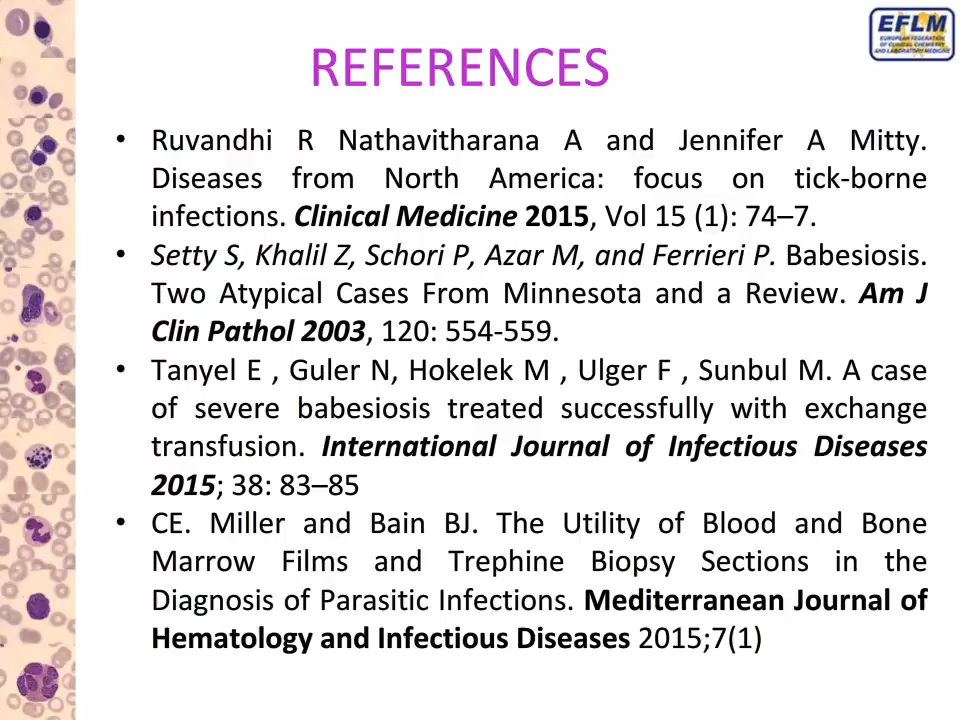 EFLM
EUROPEAN FEDERATION
OF CLINICAL CHEMISTRY
AND LABORATORY MEDICINE
REFERENCES
• Ruvandhi R Nathavitharana A and Jennifer A Mitty.
Diseases from North America: focus on tick-borne
infections. Clinical Medicine 2015, Vol 15 (1): 74–7.
• Setty S, Khalil Z, Schori P, Azar M, and Ferrieri P. Babesiosis.
Two Atypical Cases From Minnesota and a Review. Am J
Clin Pathol 2003, 120: 554-559.
• Tanyel E , Guler N, Hokelek M , Ulger F , Sunbul M. A case
of severe babesiosis treated successfully with exchange
transfusion. International Journal of Infectious Diseases
2015; 38: 83–85
• CE. Miller and Bain BJ. The Utility of Blood and Bone
Marrow Films and Trephine Biopsy Sections in the
Diagnosis of Parasitic Infections. Mediterranean Journal of
Hematology and Infectious Diseases 2015;7(1)